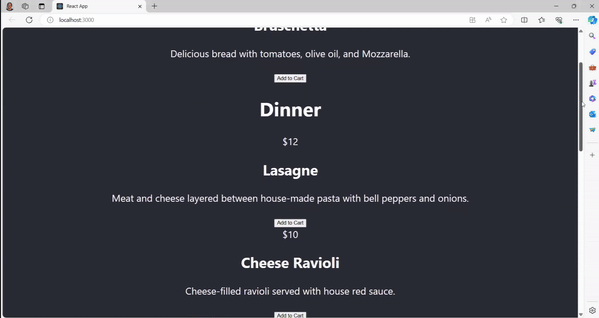 React App
localhost:3000
Bruschetta
Delicious bread with tomatoes, olive oil, and Mozzarella.
Add to Cart
Dinner
$12
Lasagne
Meat and cheese layered between house-made pasta with bell peppers and onions.
Add to Cart
$10
Cheese Ravioli
Cheese-filled ravioli served with house red sauce.
Add to Cart